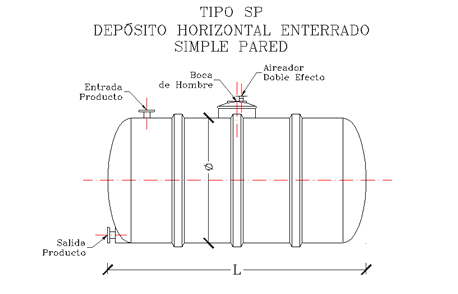 TIPO SP
DEPÓSITO HORIZONTAL ENTERRADO
SIMPLE PARED
Aireador
Doble Efecto
Boca
de Hombre
Entrada
Producto
Ø
Salida
Producto
L